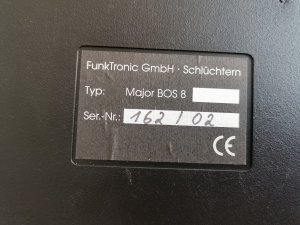 FunkTronic GmbH · Schlüchtern
Typ: Major BOS 8
Ser.-Nr.: 162 / 02
CE